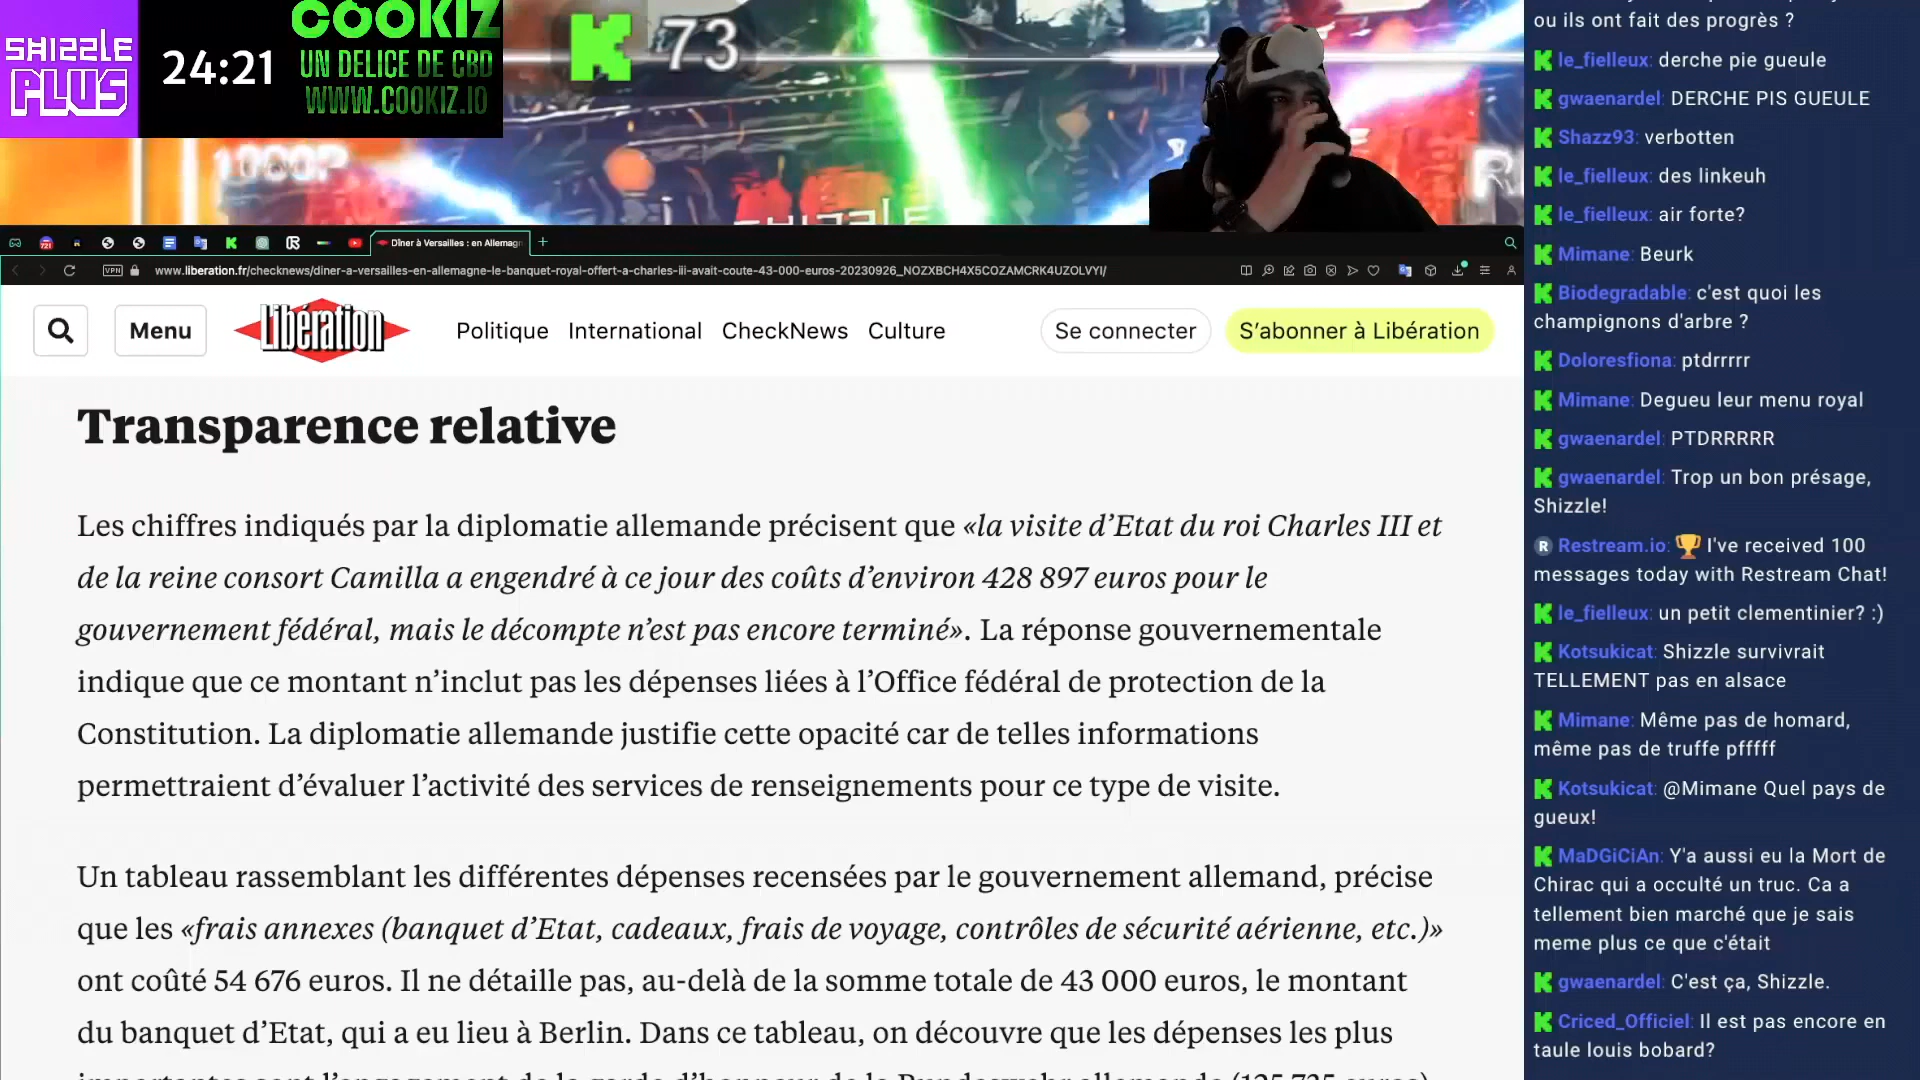 SHIZZLE
PLUS
24:21
COOKIZ
UN DELICE DE CBD
WWW.COOKIZ.IO
73
1000P
SHIZZLE
R
Dîner à Versailles : en Allemagn
VPN
www.liberation.fr/checknews/diner-a-versailles-en-allemagne-le-banquet-royal-offert-a-charles-iii-avait-coute-43-000-euros-20230926_NOZXBCH4X5COZAMCRK4UZOLVYI/
Menu
Libération
Politique International CheckNews Culture
Se connecter
S’abonner à Libération
Transparence relative
Les chiffres indiqués par la diplomatie allemande précisent que «la visite d’Etat du roi Charles III et
de la reine consort Camilla a engendré à ce jour des coûts d’environ 428 897 euros pour le
gouvernement fédéral, mais le décompte n’est pas encore terminé». La réponse gouvernementale
indique que ce montant n’inclut pas les dépenses liées à l’Office fédéral de protection de la
Constitution. La diplomatie allemande justifie cette opacité car de telles informations
permettraient d’évaluer l’activité des services de renseignements pour ce type de visite.
Un tableau rassemblant les différentes dépenses recensées par le gouvernement allemand, précise
que les «frais annexes (banquet d’Etat, cadeaux, frais de voyage, contrôles de sécurité aérienne, etc.)»
ont coûté 54 676 euros. Il ne détaille pas, au-delà de la somme totale de 43 000 euros, le montant
du banquet d’Etat, qui a eu lieu à Berlin. Dans ce tableau, on découvre que les dépenses les plus
ou ils ont fait des progrès ?
le_fielleux: derche pie gueule
gwaenardel: DERCHE PIS GUEULE
Shazz93: verbotten
le_fielleux: des linkeuh
le_fielleux: air forte?
Mimane: Beurk
Biodegradable: c'est quoi les
champignons d'arbre ?
Doloresfiona: ptdrrrrr
Mimane: Degueu leur menu royal
gwaenardel: PTDRRRRR
gwaenardel: Trop un bon présage,
Shizzle!
Restream.io: 🏆 I've received 100
messages today with Restream Chat!
le_fielleux: un petit clementinier? :)
Kotsukicat: Shizzle survivrait
TELLEMENT pas en alsace
Mimane: Même pas de homard,
même pas de truffe pfffff
Kotsukicat: @Mimane Quel pays de
gueux!
MaDGiCiAn: Y'a aussi eu la Mort de
Chirac qui a occulté un truc. Ca a
tellement bien marché que je sais
meme plus ce que c'était
gwaenardel: C'est ça, Shizzle.
Criced_Officiel: Il est pas encore en
taule louis bobard?